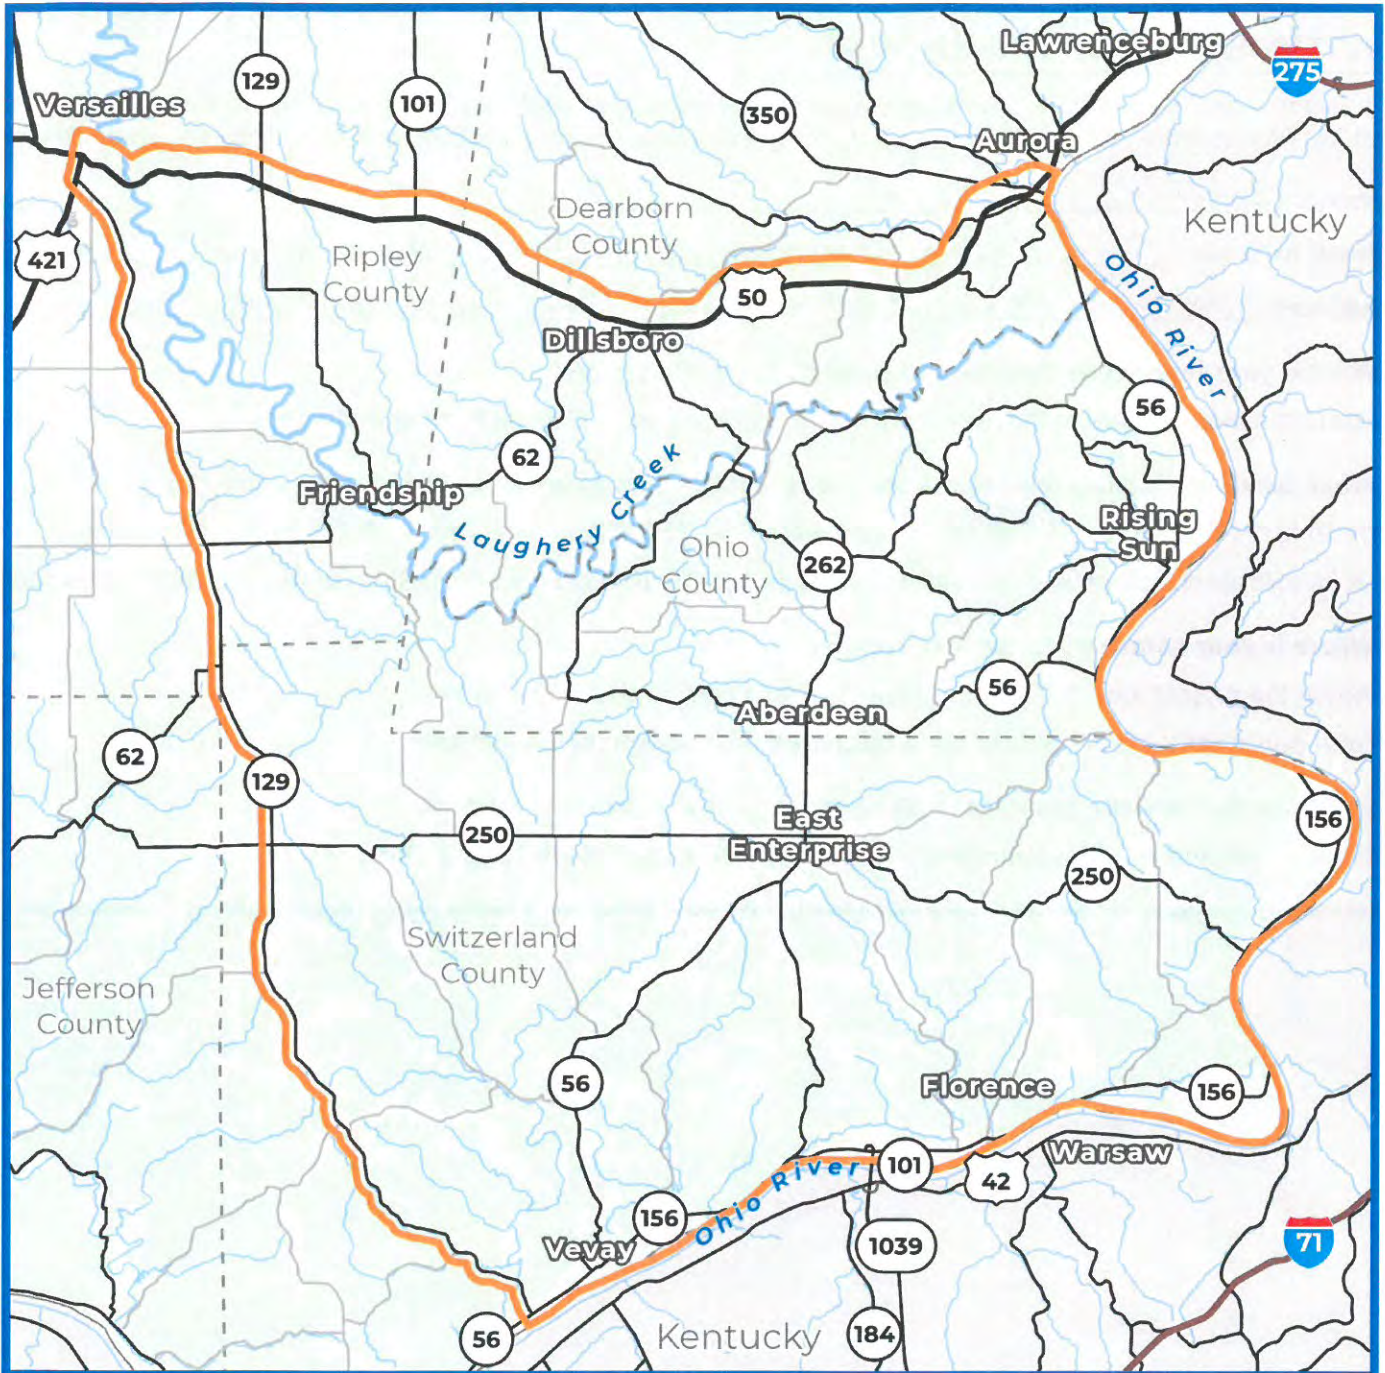 Lawrenceburg
275
129
101
Versailles
350
Aurora
Dearborn
County
Kentucky
421
Ripley
County
50
Ohio River
Dillsboro
56
62
Friendship
Laughery Creek
Rising
Sun
Ohio
County
262
56
Aberdeen
62
129
156
250
East
Enterprise
250
Switzerland
County
Jefferson
County
56
Florence
156
Warsaw
101
42
Ohio River
156
Vevay
1039
71
56
Kentucky
184